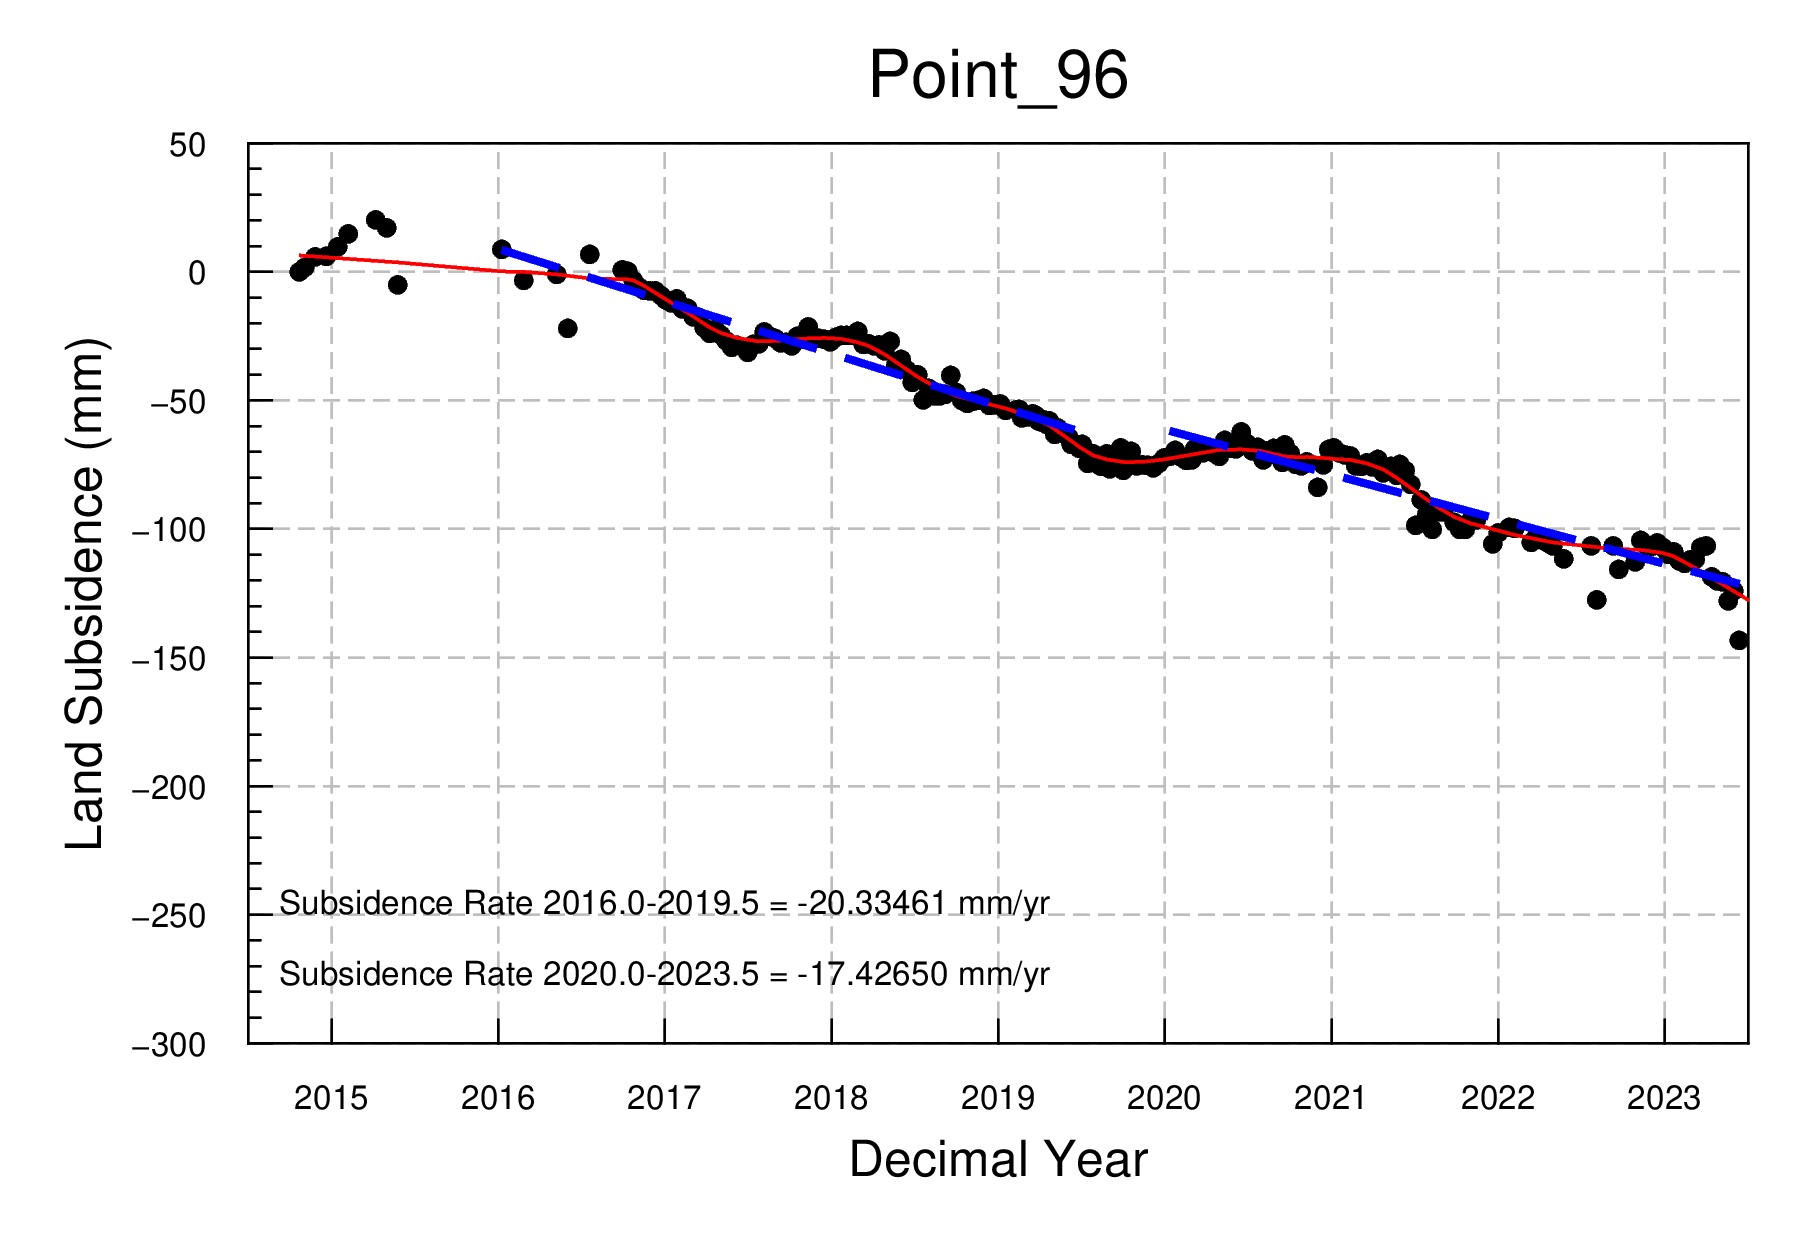 Point_96
50
0
−50
−100
−150
−200
−250
−300
Land Subsidence (mm)
Subsidence Rate 2016.0-2019.5 = -20.33461 mm/yr
Subsidence Rate 2020.0-2023.5 = -17.42650 mm/yr
2015 2016 2017 2018 2019 2020 2021 2022 2023
Decimal Year